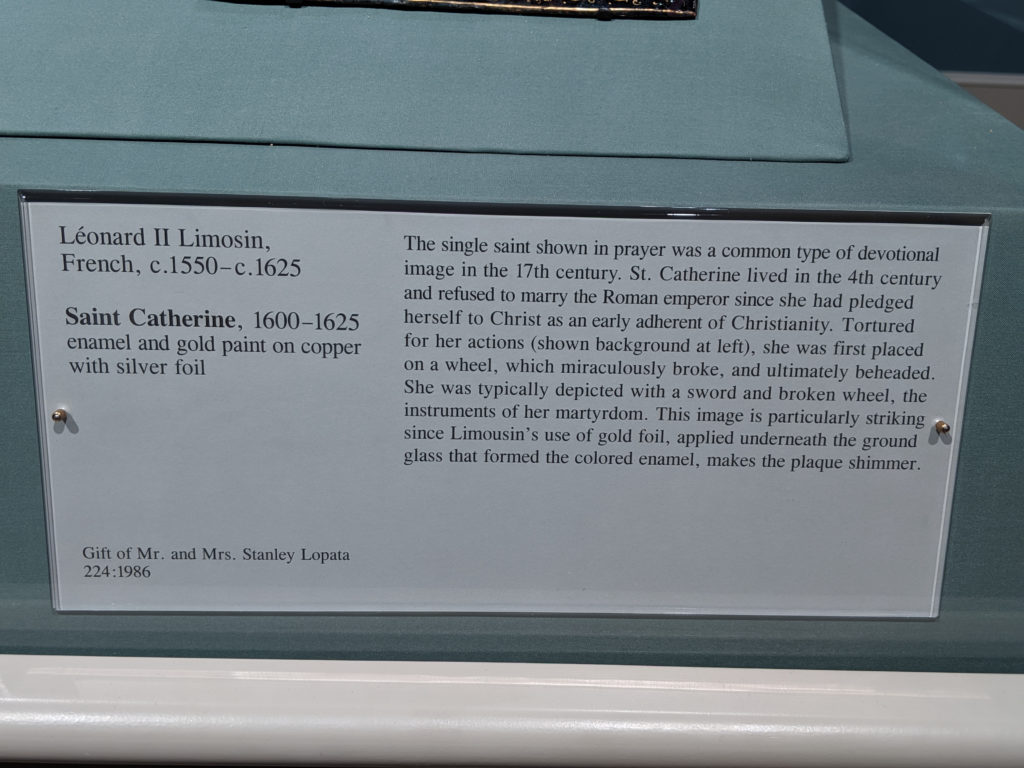 Léonard II Limosin,
French, c.1550–c.1625
Saint Catherine, 1600–1625
enamel and gold paint on copper
with silver foil
Gift of Mr. and Mrs. Stanley Lopata
224:1986
The single saint shown in prayer was a common type of devotional
image in the 17th century. St. Catherine lived in the 4th century
and refused to marry the Roman emperor since she had pledged
herself to Christ as an early adherent of Christianity. Tortured
for her actions (shown background at left), she was first placed
on a wheel, which miraculously broke, and ultimately beheaded.
She was typically depicted with a sword and broken wheel, the
instruments of her martyrdom. This image is particularly striking
since Limousin's use of gold foil, applied underneath the ground
glass that formed the colored enamel, makes the plaque shimmer.